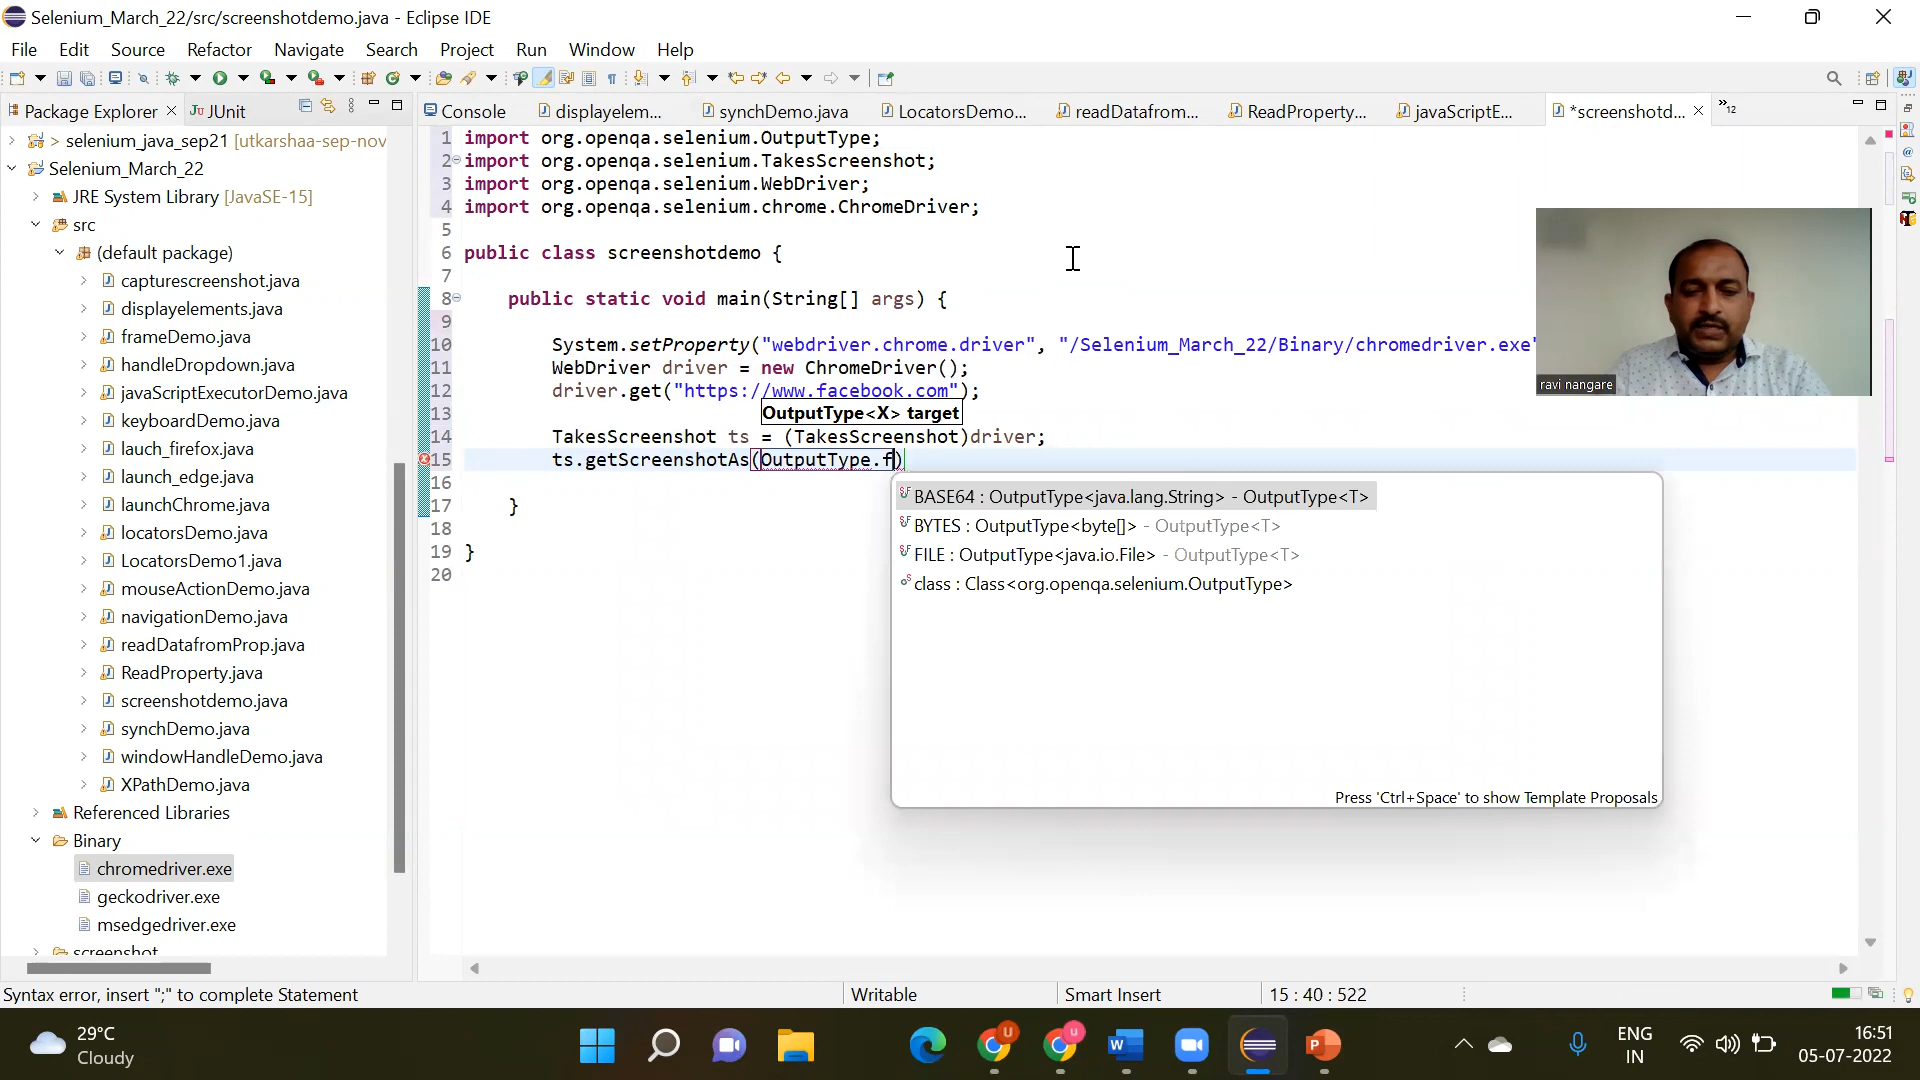 Selenium_March_22/src/screenshotdemo.java - Eclipse IDE
File Edit Source Refactor Navigate Search Project Run Window Help
Package Explorer JUnit
Console displayelem... synchDemo.java LocatorsDemo... readDatafrom... ReadProperty... javaScriptE... *screenshotd... 12
> selenium_java_sep21 [utkarshaa-sep-nov
Selenium_March_22
JRE System Library [JavaSE-15]
src
(default package)
capturescreenshot.java
displayelements.java
frameDemo.java
handleDropdown.java
javaScriptExecutorDemo.java
keyboardDemo.java
lauch_firefox.java
launch_edge.java
launchChrome.java
locatorsDemo.java
LocatorsDemo1.java
mouseActionDemo.java
navigationDemo.java
readDatafromProp.java
ReadProperty.java
screenshotdemo.java
synchDemo.java
windowHandleDemo.java
XPathDemo.java
Referenced Libraries
Binary
chromedriver.exe
geckodriver.exe
msedgedriver.exe
screenshot
1 import org.openqa.selenium.OutputType;
2 import org.openqa.selenium.TakesScreenshot;
3 import org.openqa.selenium.WebDriver;
4 import org.openqa.selenium.chrome.ChromeDriver;
5
6 public class screenshotdemo {
7
8 public static void main(String[] args) {
9
10 System.setProperty("webdriver.chrome.driver", "/Selenium_March_22/Binary/chromedriver.exe"
11 WebDriver driver = new ChromeDriver();
12 driver.get("https://www.facebook.com");
13 OutputType<X> target
14 TakesScreenshot ts = (TakesScreenshot)driver;
15 ts.getScreenshotAs(OutputType.f)
16
17 }
18
19 }
20
BASE64 : OutputType<java.lang.String> - OutputType<T>
BYTES : OutputType<byte[]> - OutputType<T>
FILE : OutputType<java.io.File> - OutputType<T>
class : Class<org.openqa.selenium.OutputType>
Press 'Ctrl+Space' to show Template Proposals
ravi nangare
Syntax error, insert ";" to complete Statement Writable Smart Insert 15 : 40 : 522
29°C
Cloudy
ENG
IN
16:51
05-07-2022